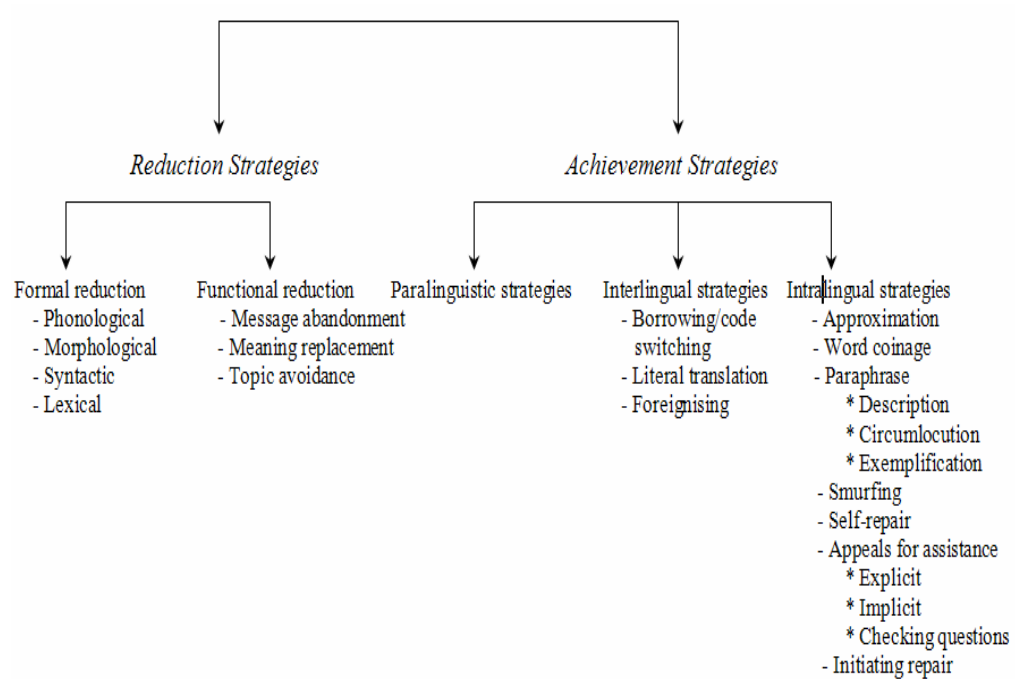 Reduction Strategies
Achievement Strategies
Formal reduction
- Phonological
- Morphological
- Syntactic
- Lexical
Functional reduction
- Message abandonment
- Meaning replacement
- Topic avoidance
Paralinguistic strategies
Interlingual strategies
- Borrowing/code
switching
- Literal translation
- Foreignising
Intralingual strategies
- Approximation
- Word coinage
- Paraphrase
* Description
* Circumlocution
* Exemplification
- Smurfing
- Self-repair
- Appeals for assistance
* Explicit
* Implicit
* Checking questions
- Initiating repair